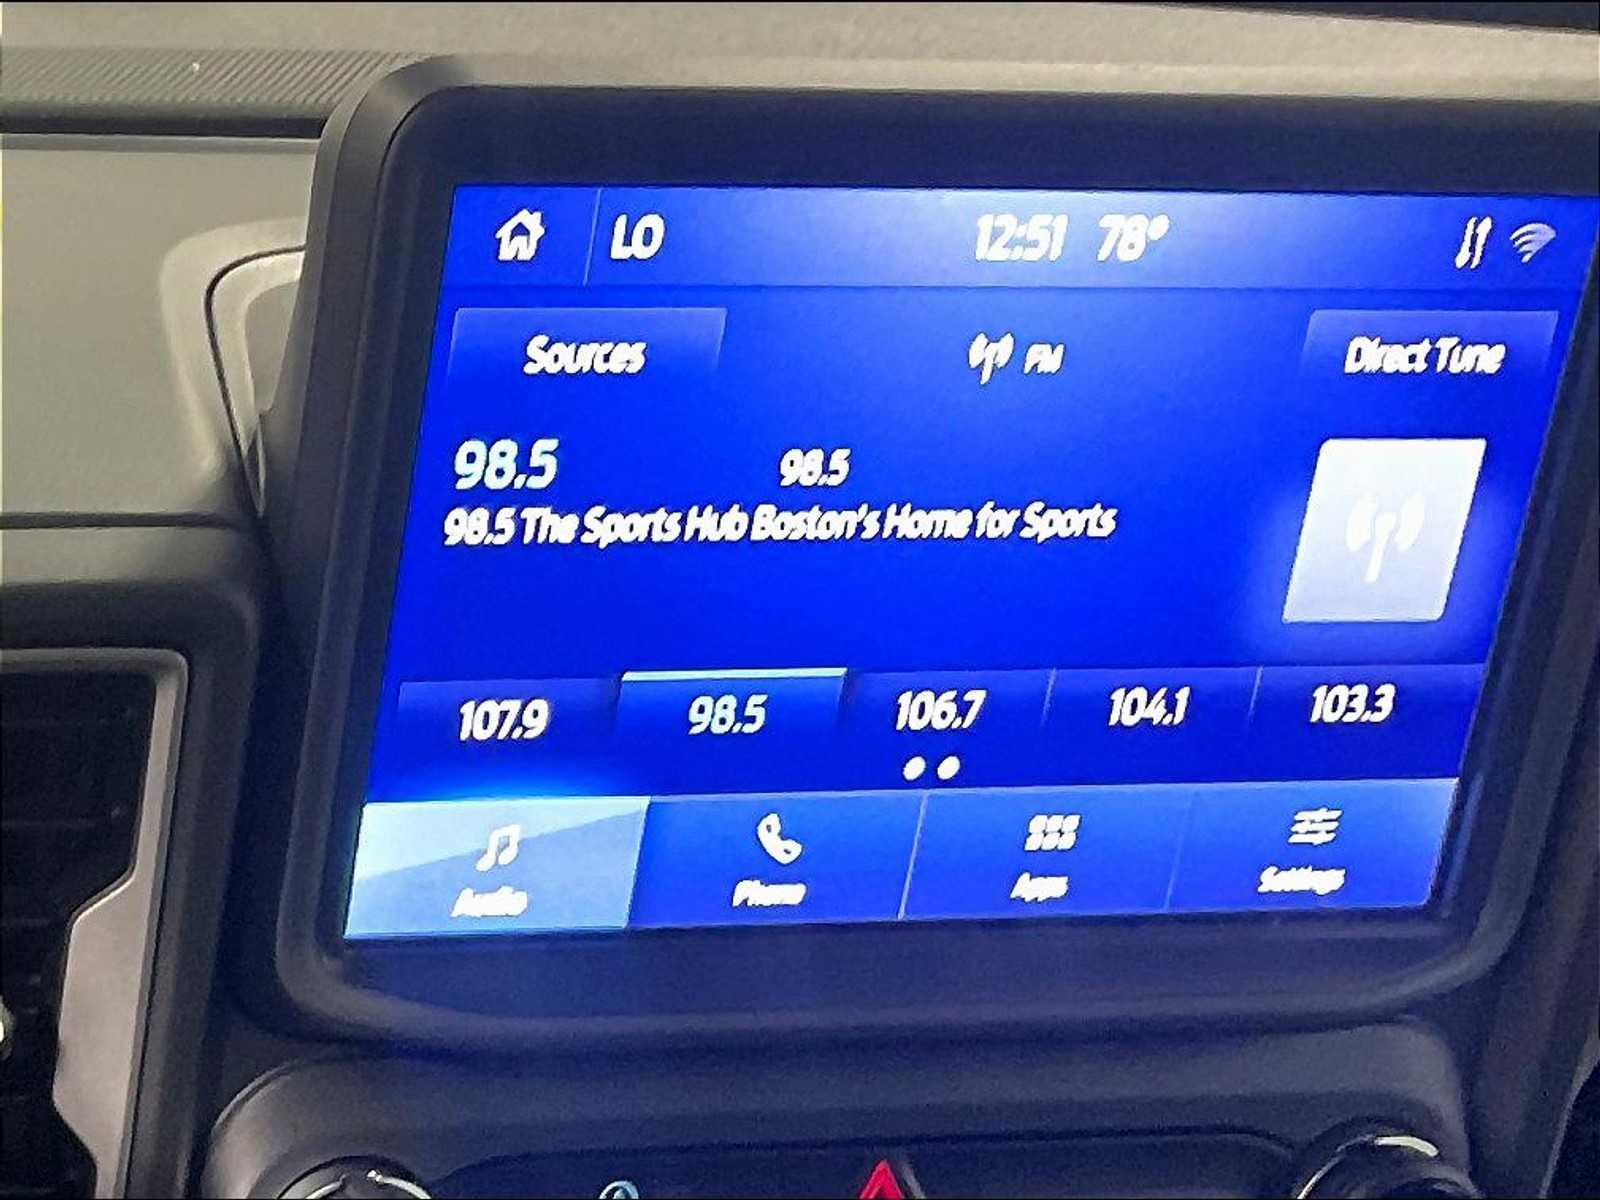 LO 12:51 78°
Sources FM Direct Tune
98.5 98.5
98.5 The Sports Hub Boston's Home for Sports
107.9 98.5 106.7 104.1 103.3
Audio Phone Apps Settings